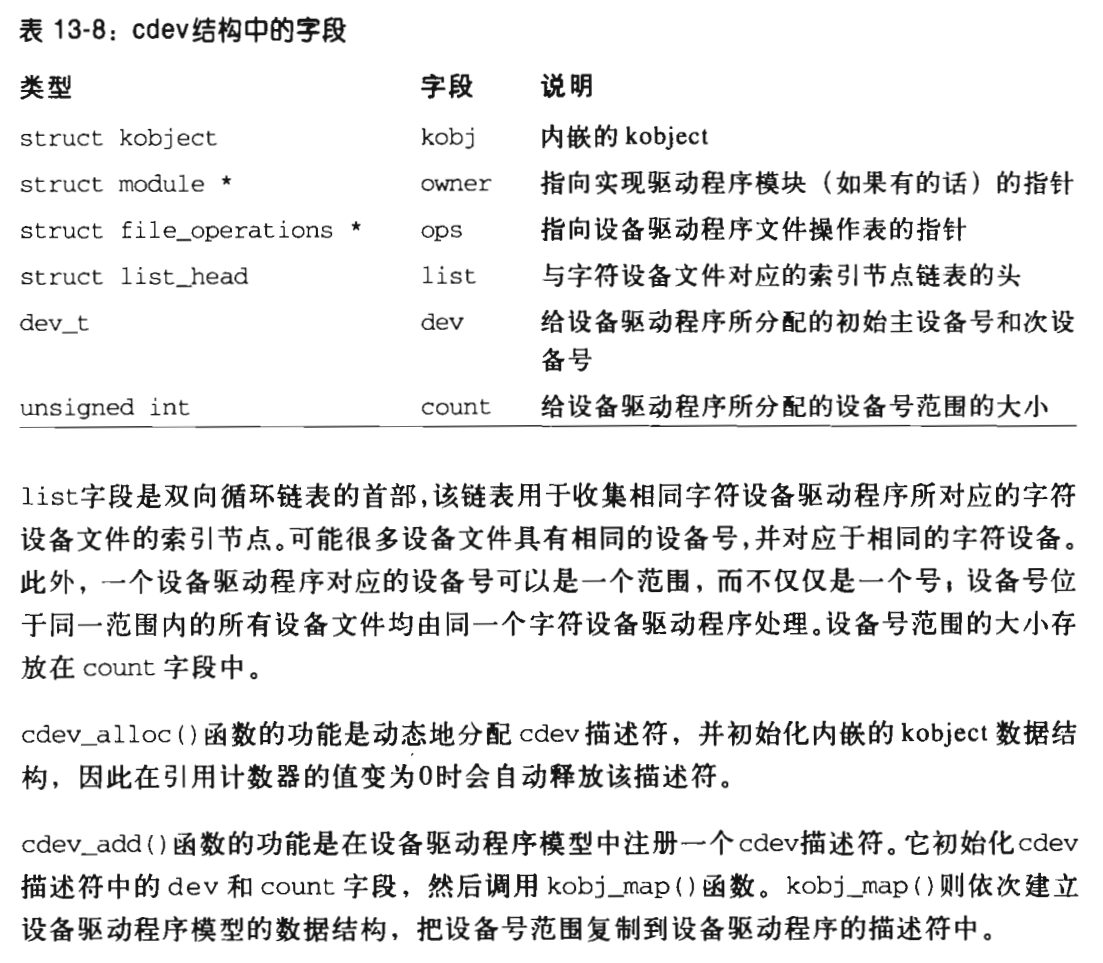 表 13-8：cdev结构中的字段
类型 字段 说明
struct kobject kobj 内嵌的 kobject
struct module * owner 指向实现驱动程序模块（如果有的话）的指针
struct file_operations * ops 指向设备驱动程序文件操作表的指针
struct list_head list 与字符设备文件对应的索引节点链表的头
dev_t dev 给设备驱动程序所分配的初始主设备号和次设
备号
unsigned int count 给设备驱动程序所分配的设备号范围的大小
list字段是双向循环链表的首部，该链表用于收集相同字符设备驱动程序所对应的字符
设备文件的索引节点。可能很多设备文件具有相同的设备号，并对应于相同的字符设备。
此外，一个设备驱动程序对应的设备号可以是一个范围，而不仅仅是一个号；设备号位
于同一范围内的所有设备文件均由同一个字符设备驱动程序处理。设备号范围的大小存
放在 count 字段中。
cdev_alloc()函数的功能是动态地分配 cdev 描述符，并初始化内嵌的 kobject 数据结
构，因此在引用计数器的值变为0时会自动释放该描述符。
cdev_add()函数的功能是在设备驱动程序模型中注册一个cdev描述符。它初始化cdev
描述符中的 dev 和 count 字段，然后调用 kobj_map()函数。kobj_map()则依次建立
设备驱动程序模型的数据结构，把设备号范围复制到设备驱动程序的描述符中。